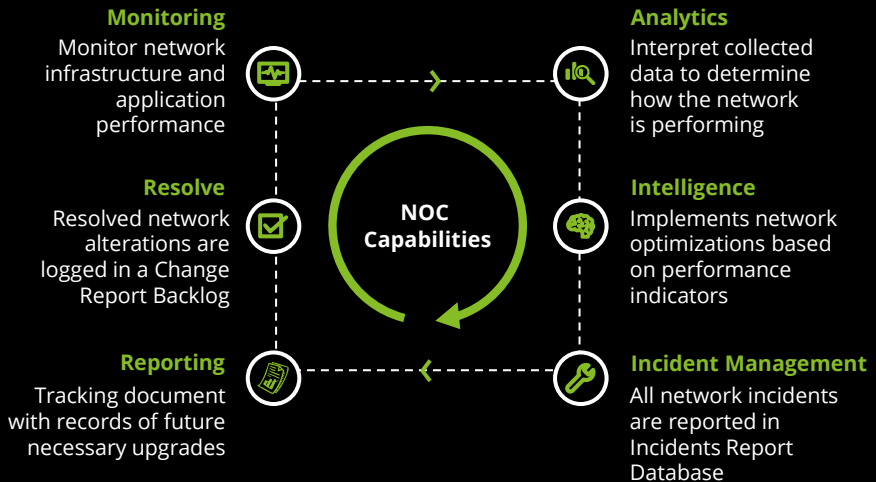 Monitoring
Monitor network
infrastructure and
application
performance
Analytics
Interpret collected
data to determine
how the network
is performing
Resolve
Resolved network
alterations are
logged in a Change
Report Backlog
NOC
Capabilities
Intelligence
Implements network
optimizations based
on performance
indicators
Reporting
Tracking document
with records of future
necessary upgrades
Incident Management
All network incidents
are reported in
Incidents Report
Database